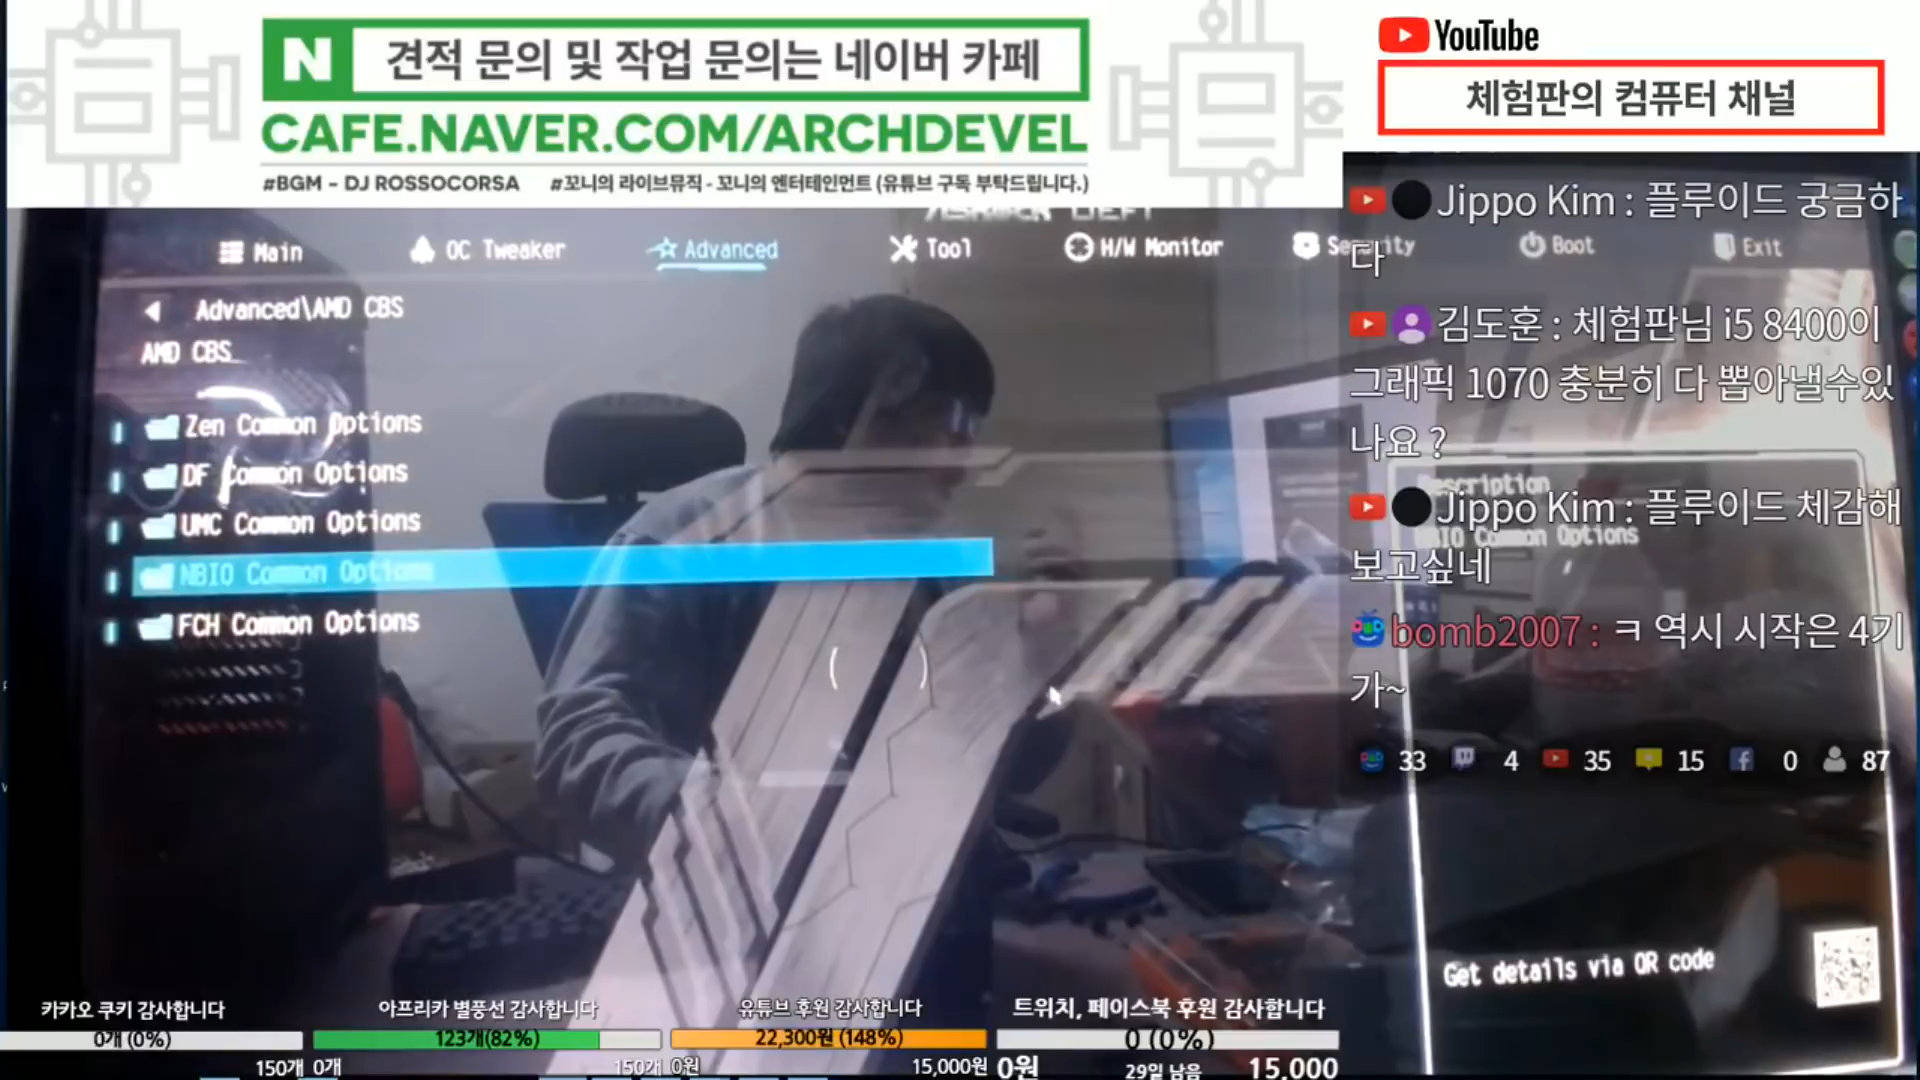 N 견적 문의 및 작업 문의는 네이버 카페
CAFE.NAVER.COM/ARCHDEVEL
#BGM - DJ ROSSOCORSA #꼬니의 라이브뮤직 - 꼬니의 엔터테인먼트 (유튜브 구독 부탁드립니다.)
YouTube
체험판의 컴퓨터 채널
Main
OC Tweaker
Advanced
Tool
H/W Monitor
Security
Boot
Exit
Advanced\AMD CBS
AMD CBS
Zen Common Options
DF Common Options
UMC Common Options
NBIO Common Options
FCH Common Options
Jippo Kim : 플루이드 궁금하
다
김도훈 : 체험판님 i5 8400이
그래픽 1070 충분히 다 뽑아낼수있
나요 ?
Description
Jippo Kim : 플루이드 체감해
NBIO Common Options
보고싶네
bomb2007 : ㅋ 역시 시작은 4기
가~
33 4 35 15 0 87
Get details via QR code
카카오 쿠키 감사합니다
0개 (0%)
150개
아프리카 별풍선 감사합니다
123개(82%)
0개 150개
유튜브 후원 감사합니다
22,300원 (148%)
0원 15,000원
트위치, 페이스북 후원 감사합니다
0 (0%)
0원 29일 남음 15,000